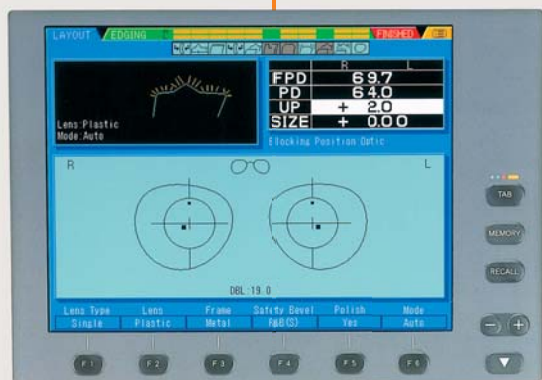 LAYOUT EDGING FINISHED
R L
FPD 69.7
PD 64.0
UP + 2.0
SIZE + 0.00
Lens:Plastic
Mode:Auto
Blocking Position:Optic
R L
DBL:19.0
Lens Type Lens Frame Safety Bevel Polish Mode
Single Plastic Metal R&B(S) Yes Auto
F1 F2 F3 F4 F5 F6
TAB
MEMORY
RECALL
− +